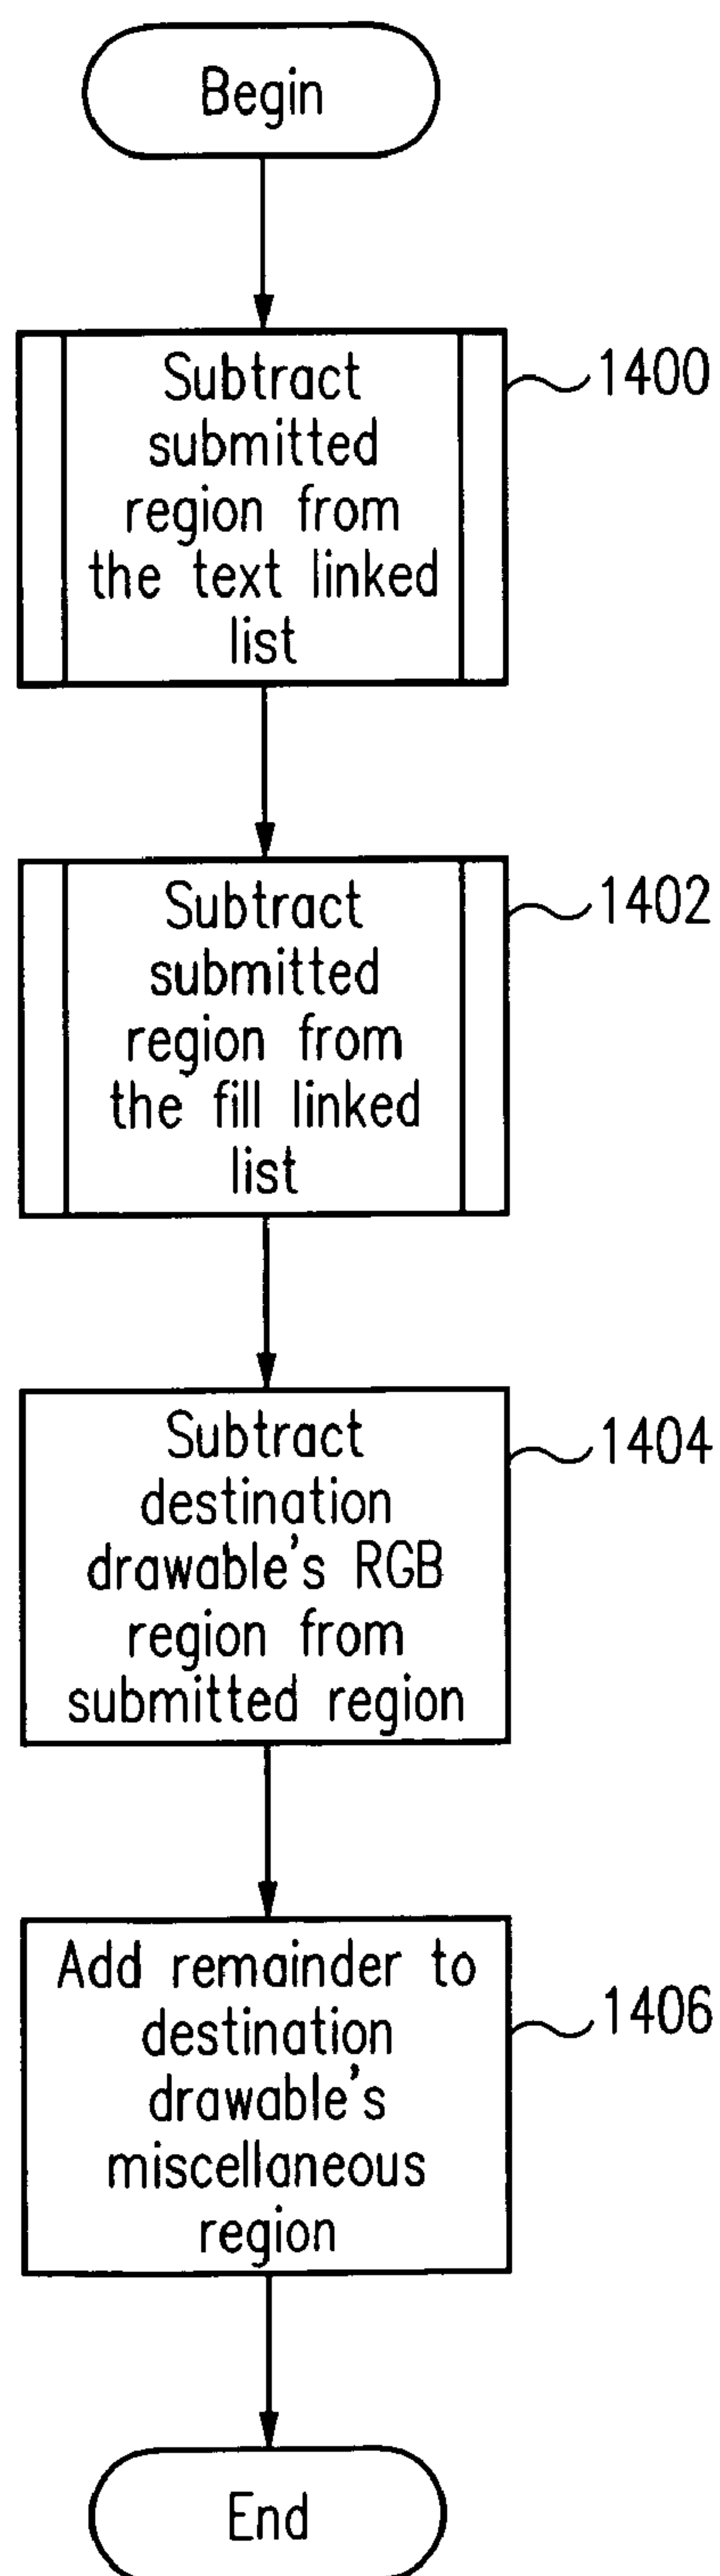 Begin
Subtract
submitted
region from
the text linked
list
1400
Subtract
submitted
region from
the fill linked
list
1402
Subtract
destination
drawable's RGB
region from
submitted region
1404
Add remainder to
destination
drawable's
miscellaneous
region
1406
End